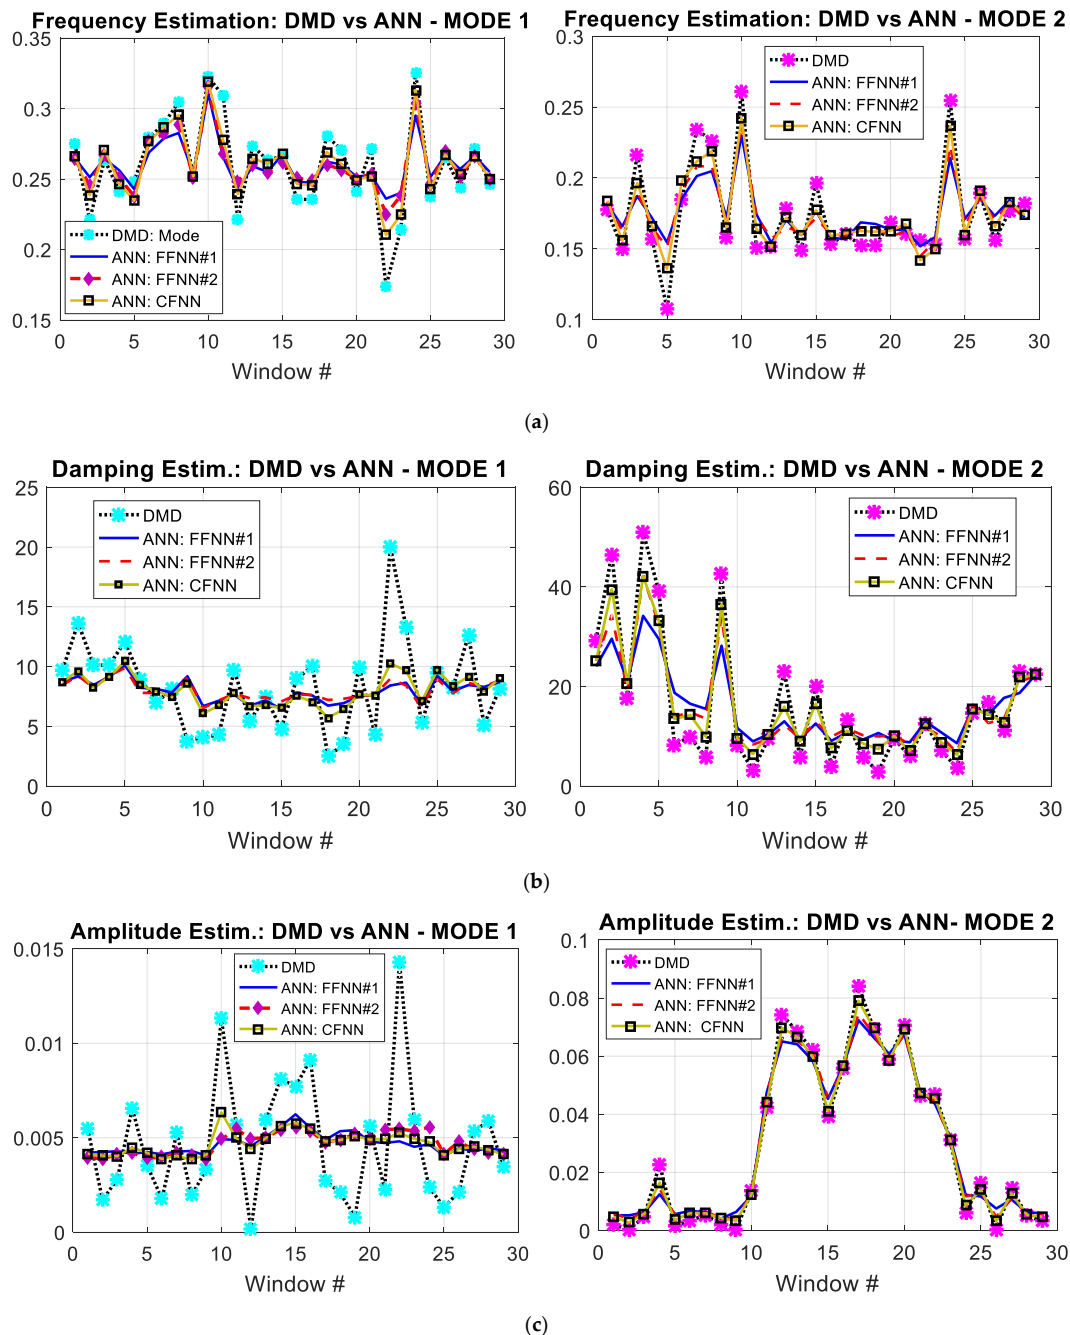 Frequency Estimation: DMD vs ANN - MODE 1
0.35
0.3
0.25
0.2
0.15
DMD: Mode
ANN: FFNN#1
ANN: FFNN#2
ANN: CFNN
0 5 10 15 20 25 30
Window #
Frequency Estimation: DMD vs ANN - MODE 2
0.3
0.25
0.2
0.15
0.1
DMD
ANN: FFNN#1
ANN: FFNN#2
ANN: CFNN
0 5 10 15 20 25 30
Window #
(a)
Damping Estim.: DMD vs ANN - MODE 1
25
20
15
10
5
0
DMD
ANN: FFNN#1
ANN: FFNN#2
ANN: CFNN
0 5 10 15 20 25 30
Window #
Damping Estim.: DMD vs ANN - MODE 2
60
40
20
0
DMD
ANN: FFNN#1
ANN: FFNN#2
ANN: CFNN
0 5 10 15 20 25 30
Window #
(b)
Amplitude Estim.: DMD vs ANN - MODE 1
0.015
0.01
0.005
0
DMD
ANN: FFNN#1
ANN: FFNN#2
ANN: CFNN
0 5 10 15 20 25 30
Window #
Amplitude Estim.: DMD vs ANN- MODE 2
0.1
0.08
0.06
0.04
0.02
0
DMD
ANN: FFNN#1
ANN: FFNN#2
ANN: CFNN
0 5 10 15 20 25 30
Window #
(c)